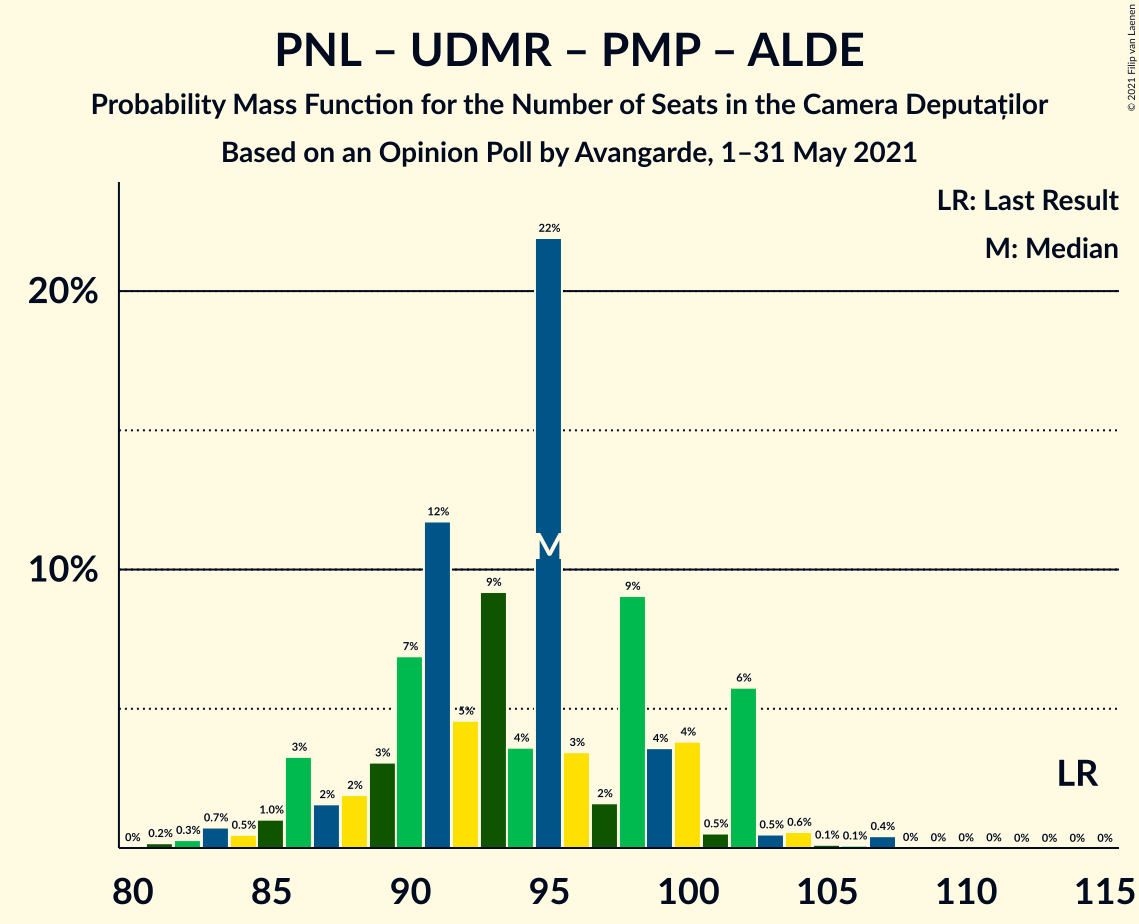 PNL – UDMR – PMP – ALDE
Probability Mass Function for the Number of Seats in the Camera Deputaților
Based on an Opinion Poll by Avangarde, 1–31 May 2021
© 2021 Filip van Laenen
LR: Last Result
M: Median
20%
10%
0% 0.2% 0.3% 0.7% 0.5% 1.0% 3% 2% 2% 3% 7% 12% 5% 9% 4% 22% 3% 2% 9% 4% 4% 0.5% 6% 0.5% 0.6% 0.1% 0.1% 0.4% 0% 0% 0% 0% 0% 0% 0% 0%
M
LR
80 85 90 95 100 105 110 115